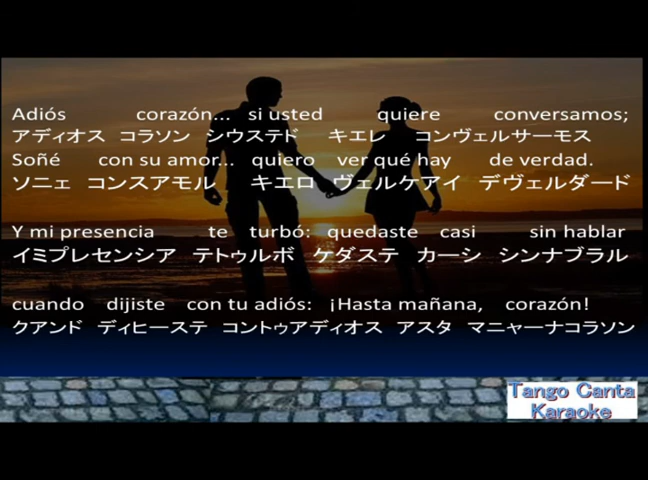 Adiós corazón... si usted quiere conversamos;
アディオス コラソン シウステド キエレ コンヴェルサーモス
Soñé con su amor... quiero ver qué hay de verdad.
ソニェ コンスアモル キエロ ヴェルケアイ デヴェルダード
Y mi presencia te turbó: quedaste casi sin hablar
イミプレセンシア テトゥルボ ケダステ カーシ シンナブラル
cuando dijiste con tu adiós: ¡Hasta mañana, corazón!
クアンド ディヒーステ コントゥアディオス アスタ マニャーナコラソン
Tango Canta
Karaoke